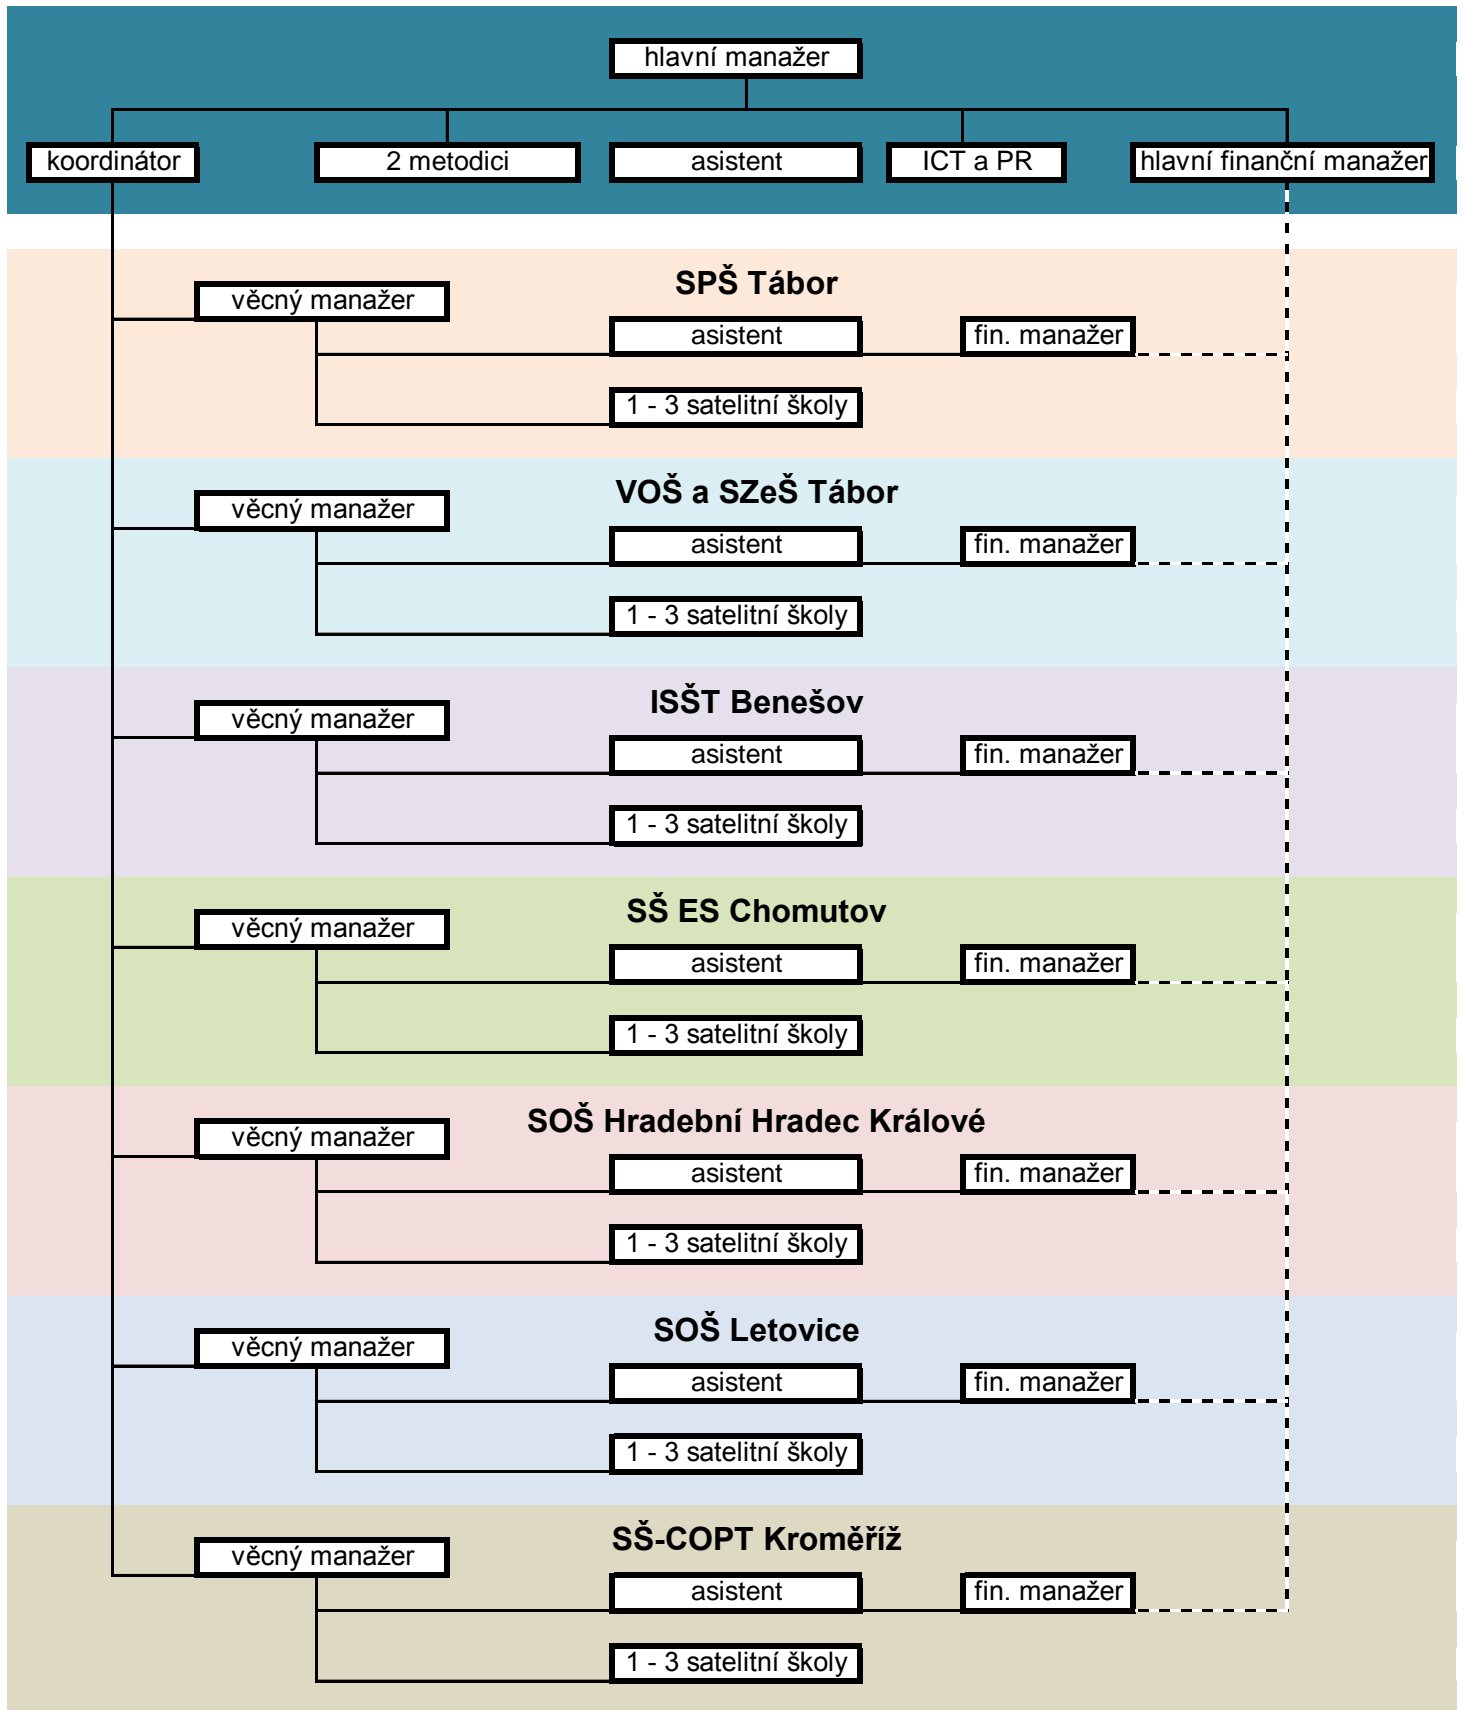 hlavní manažer
koordinátor
2 metodici
asistent
ICT a PR
hlavní finanční manažer
SPŠ Tábor
věcný manažer
asistent
fin. manažer
1 - 3 satelitní školy
VOŠ a SZeŠ Tábor
věcný manažer
asistent
fin. manažer
1 - 3 satelitní školy
ISŠT Benešov
věcný manažer
asistent
fin. manažer
1 - 3 satelitní školy
SŠ ES Chomutov
věcný manažer
asistent
fin. manažer
1 - 3 satelitní školy
SOŠ Hradební Hradec Králové
věcný manažer
asistent
fin. manažer
1 - 3 satelitní školy
SOŠ Letovice
věcný manažer
asistent
fin. manažer
1 - 3 satelitní školy
SŠ-COPT Kroměříž
věcný manažer
asistent
fin. manažer
1 - 3 satelitní školy